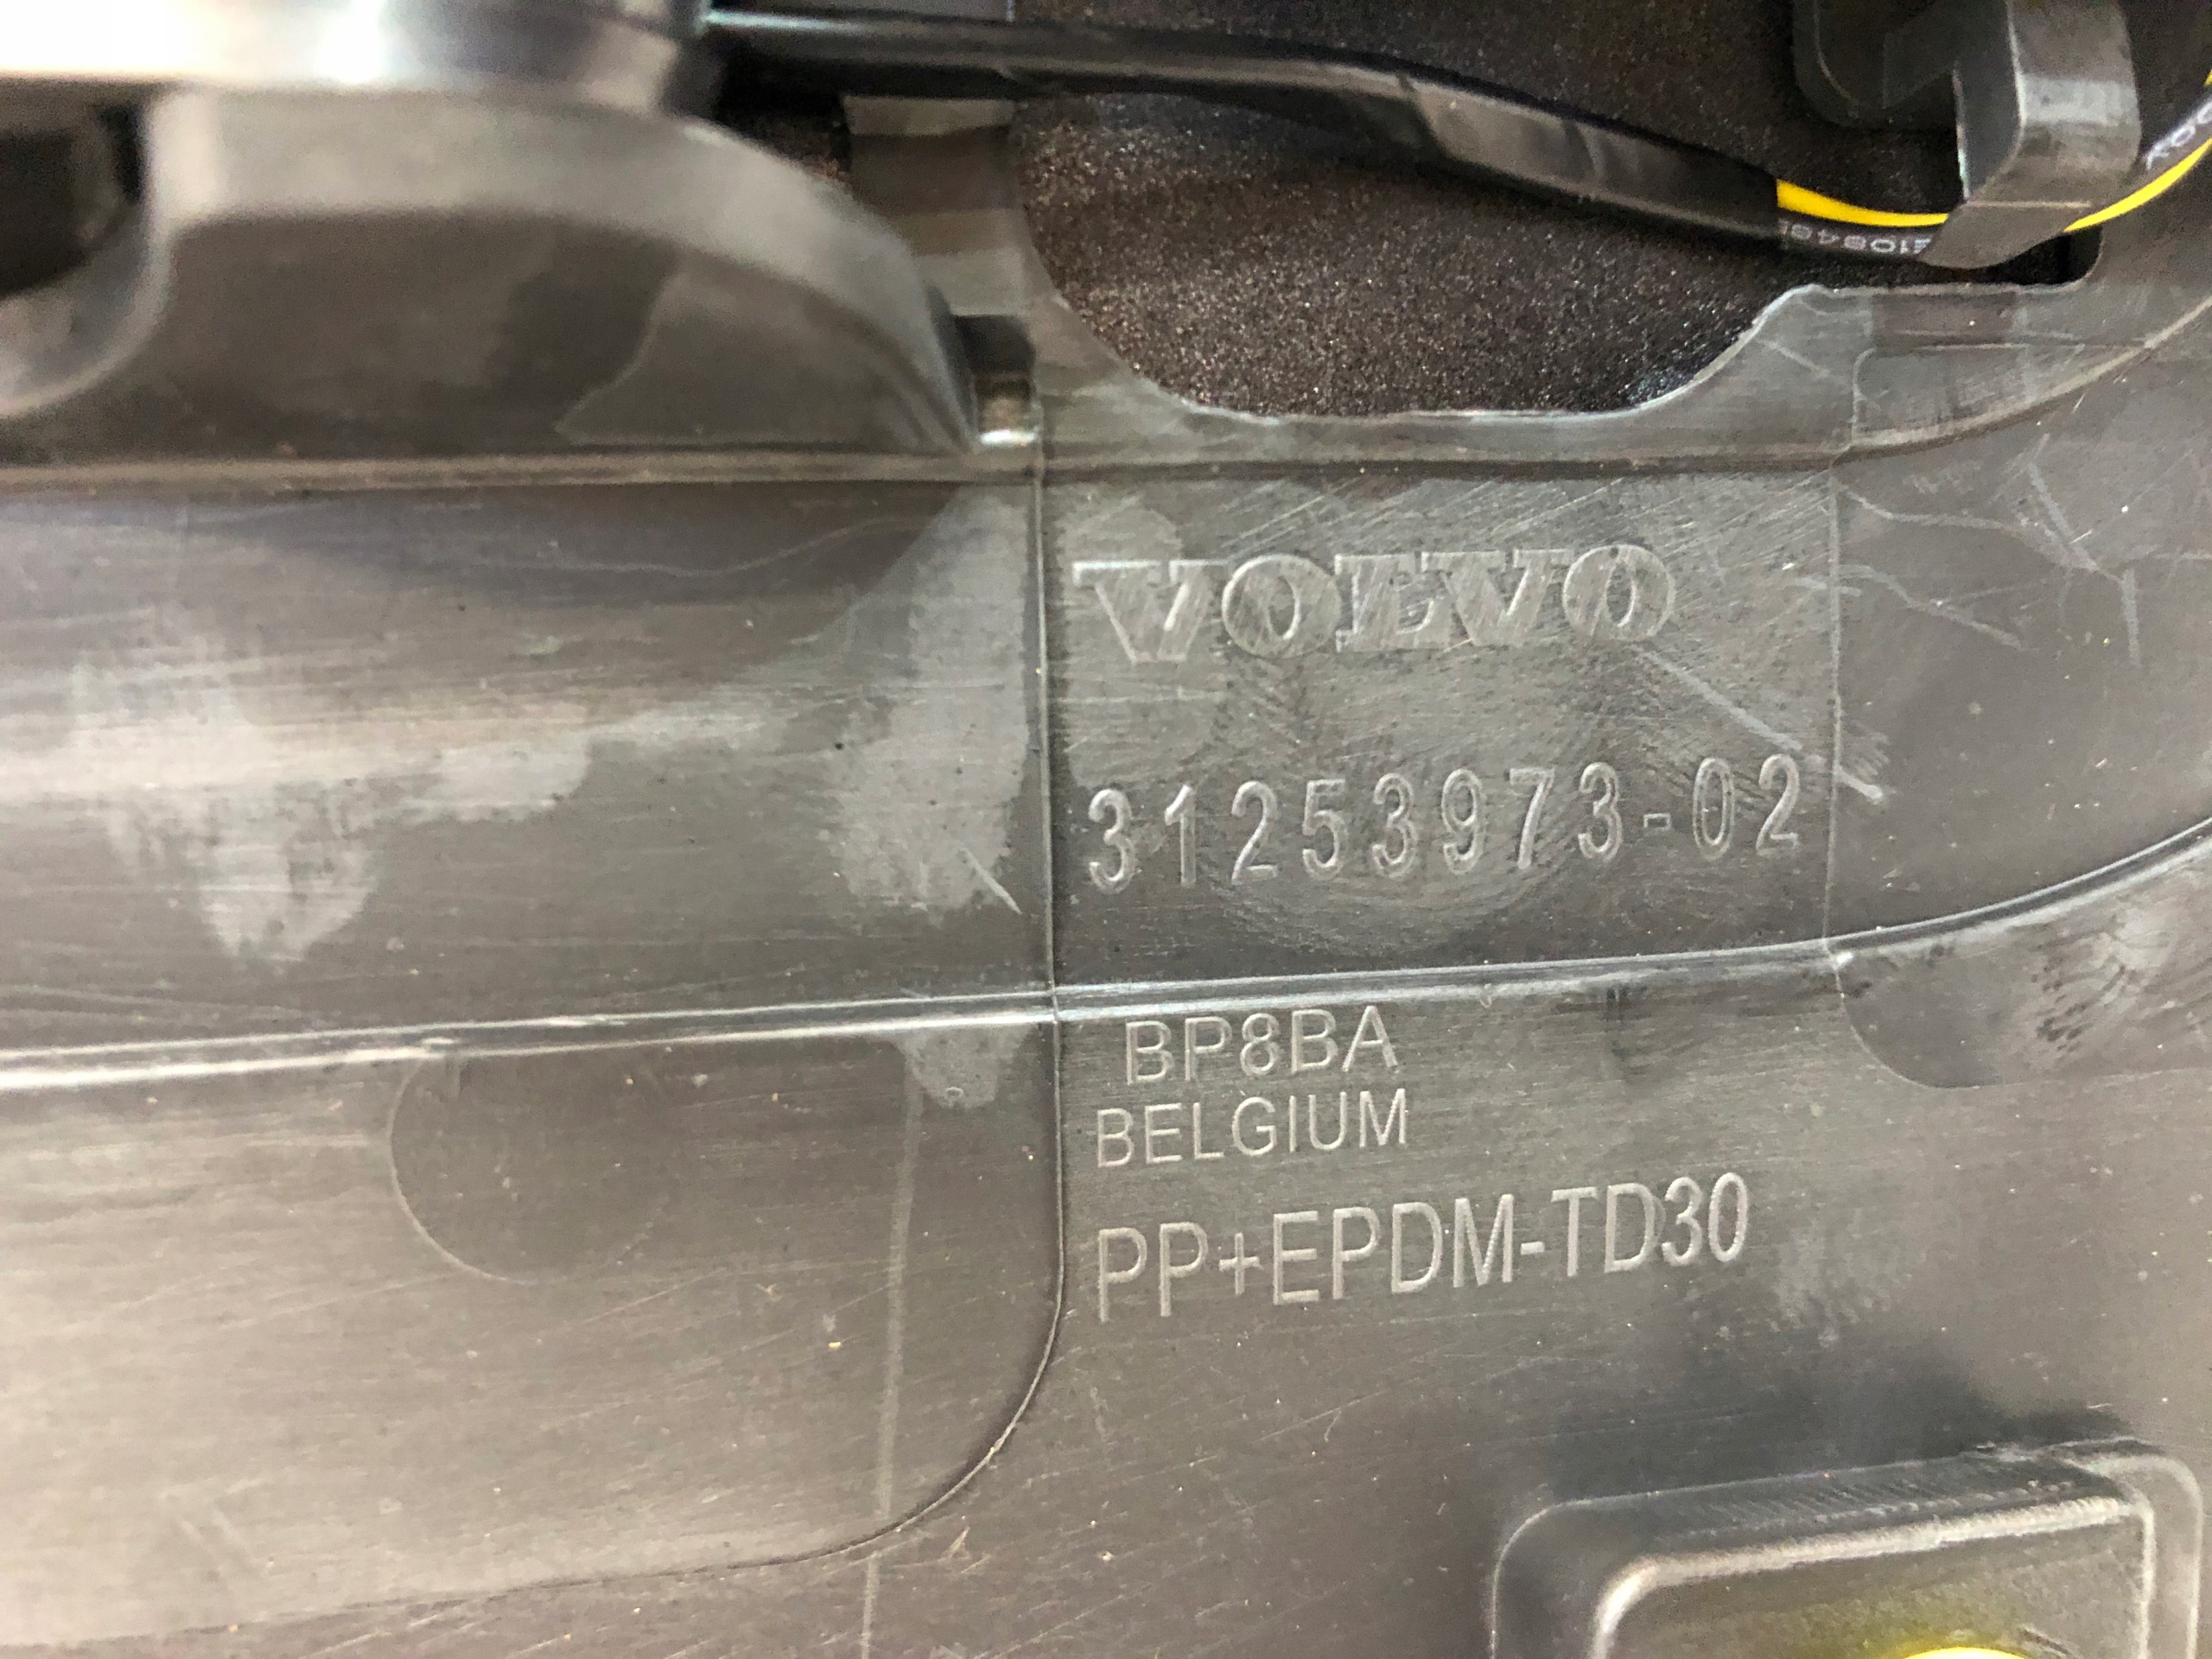 VOLVO
31253973-02
BP8BA
BELGIUM
PP+EPDM-TD30